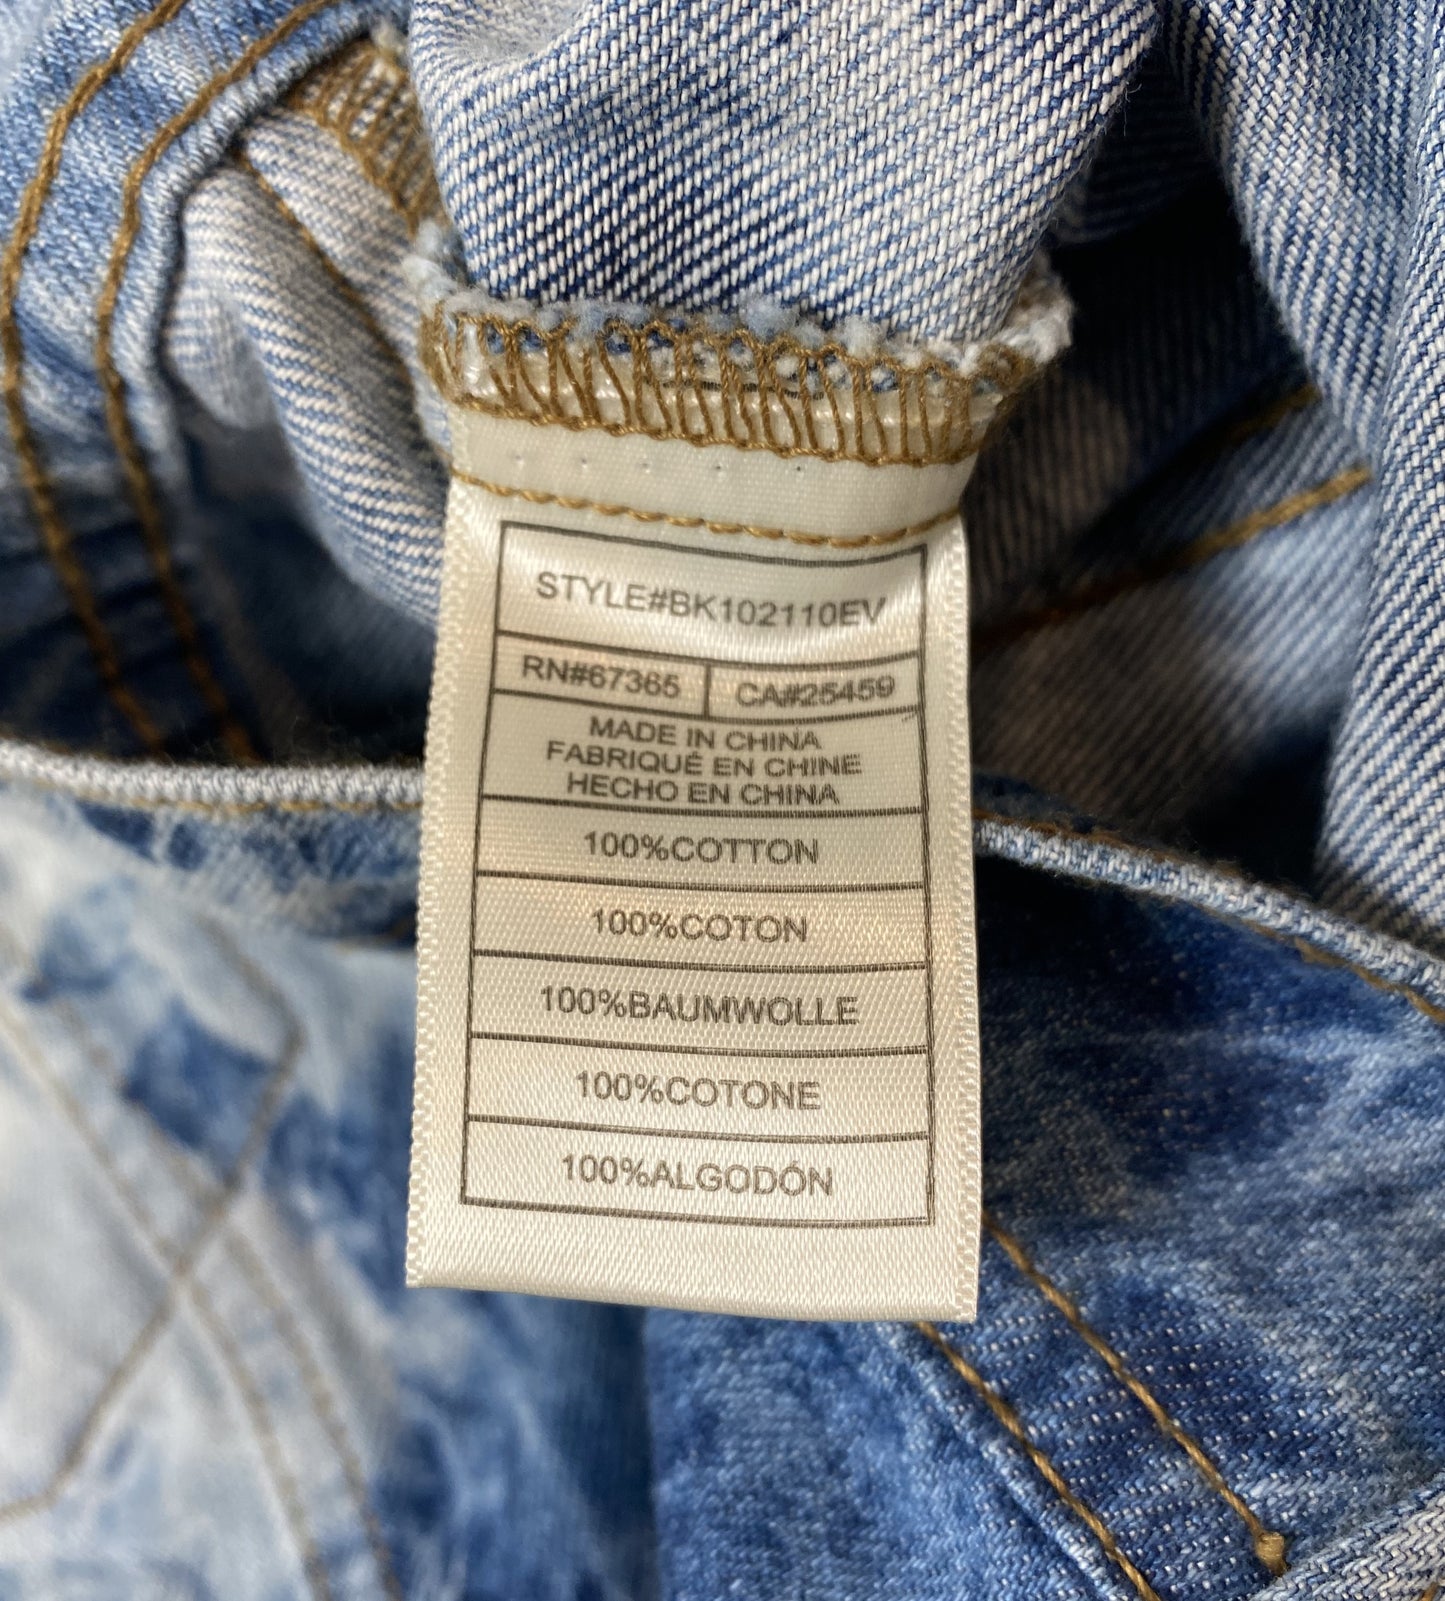 STYLE#BK102110EV
RN#67365
CA#25459
MADE IN CHINA
FABRIQUÉ EN CHINE
HECHO EN CHINA
100%COTTON
100%COTON
100%BAUMWOLLE
100%COTONE
100%ALGODÓN